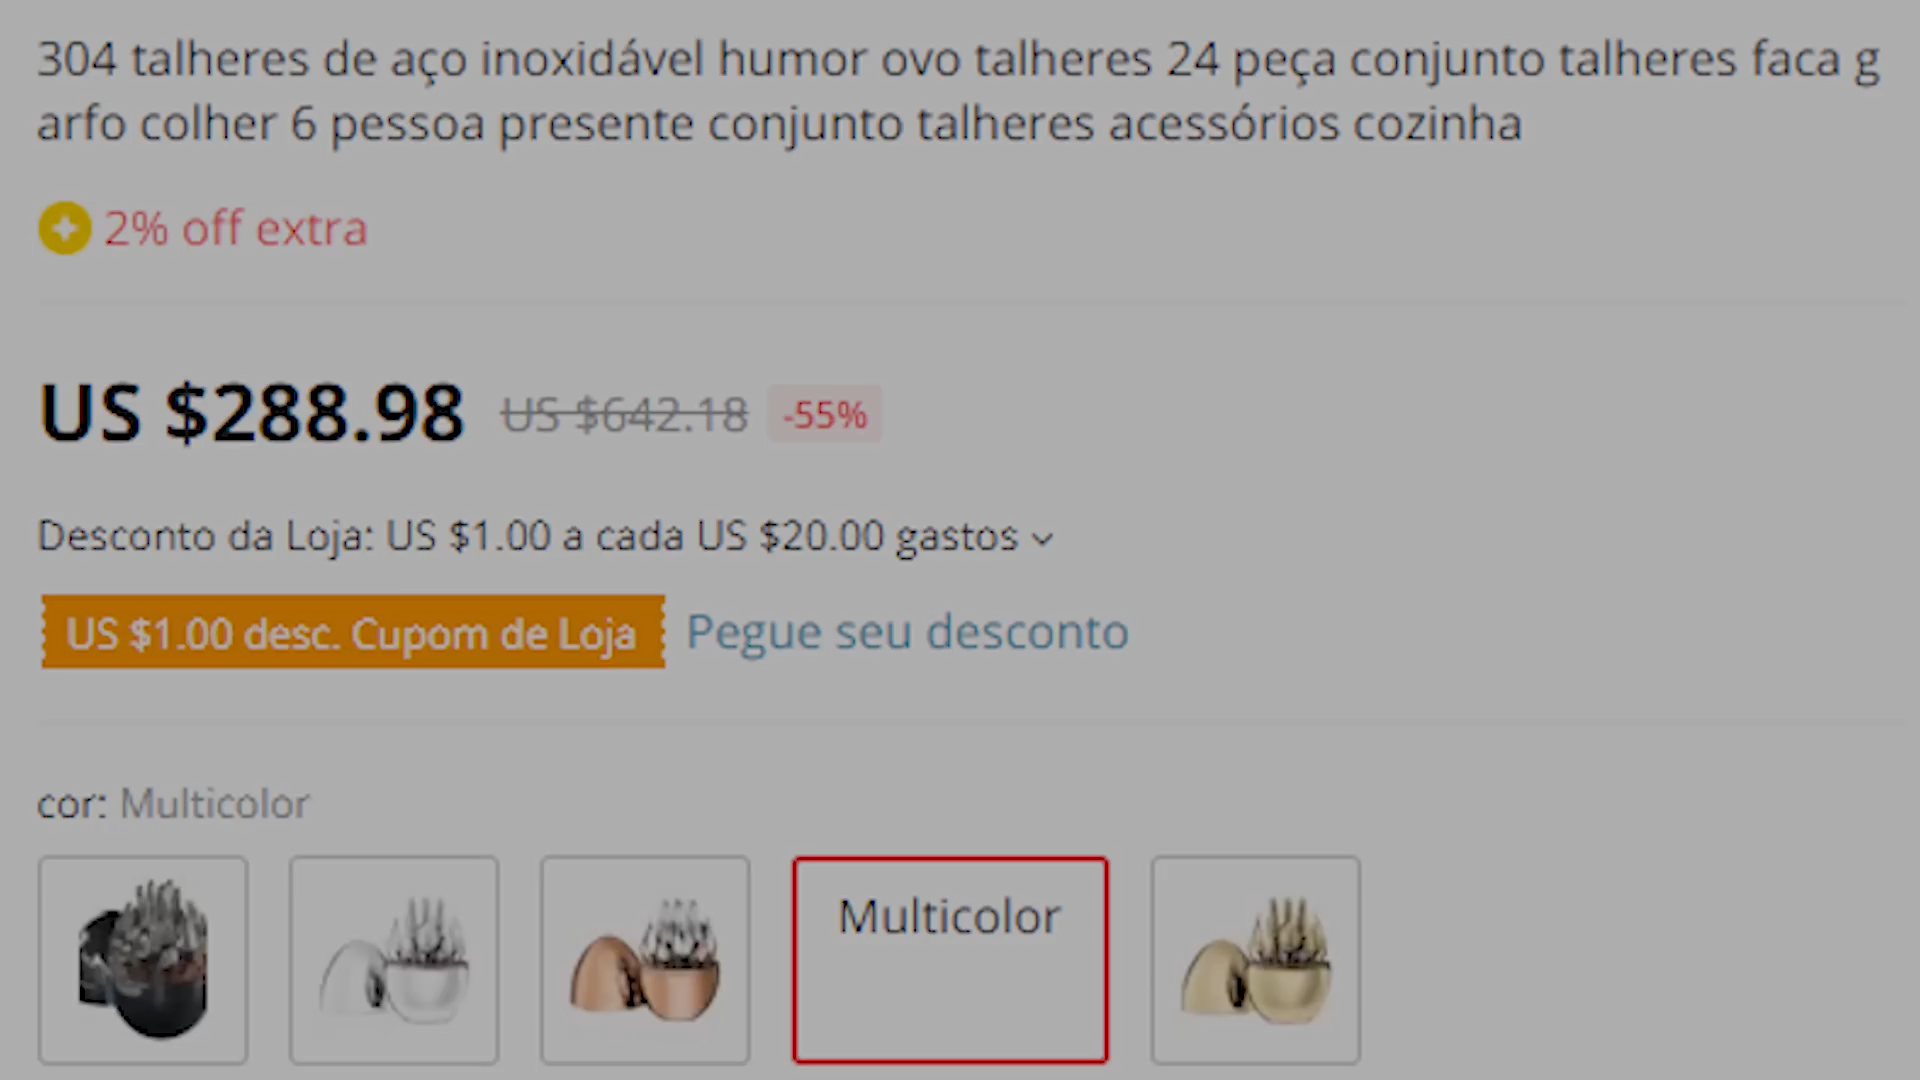 304 talheres de aço inoxidável humor ovo talheres 24 peça conjunto talheres faca g
arfo colher 6 pessoa presente conjunto talheres acessórios cozinha
2% off extra
US $288.98 US $642.18 -55%
Desconto da Loja: US $1.00 a cada US $20.00 gastos
US $1.00 desc. Cupom de Loja Pegue seu desconto
cor: Multicolor
Multicolor